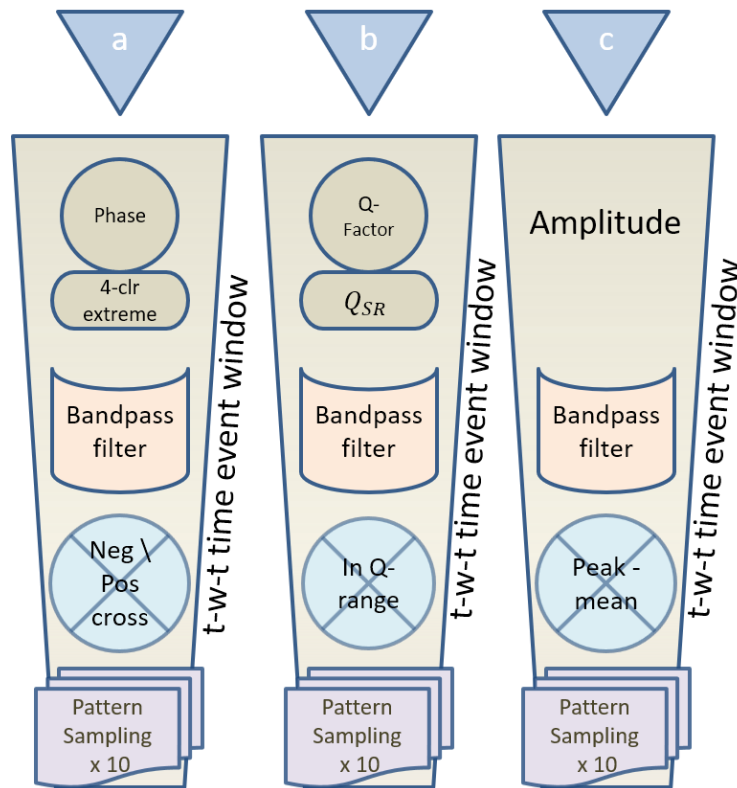 a
Phase
4-clr
extreme
Bandpass
filter
Neg \
Pos
cross
Pattern
Sampling
x 10
t-w-t time event window
b
Q-
Factor
Q_SR
Bandpass
filter
In Q-
range
Pattern
Sampling
x 10
t-w-t time event window
c
Amplitude
Bandpass
filter
Peak -
mean
Pattern
Sampling
x 10
t-w-t time event window